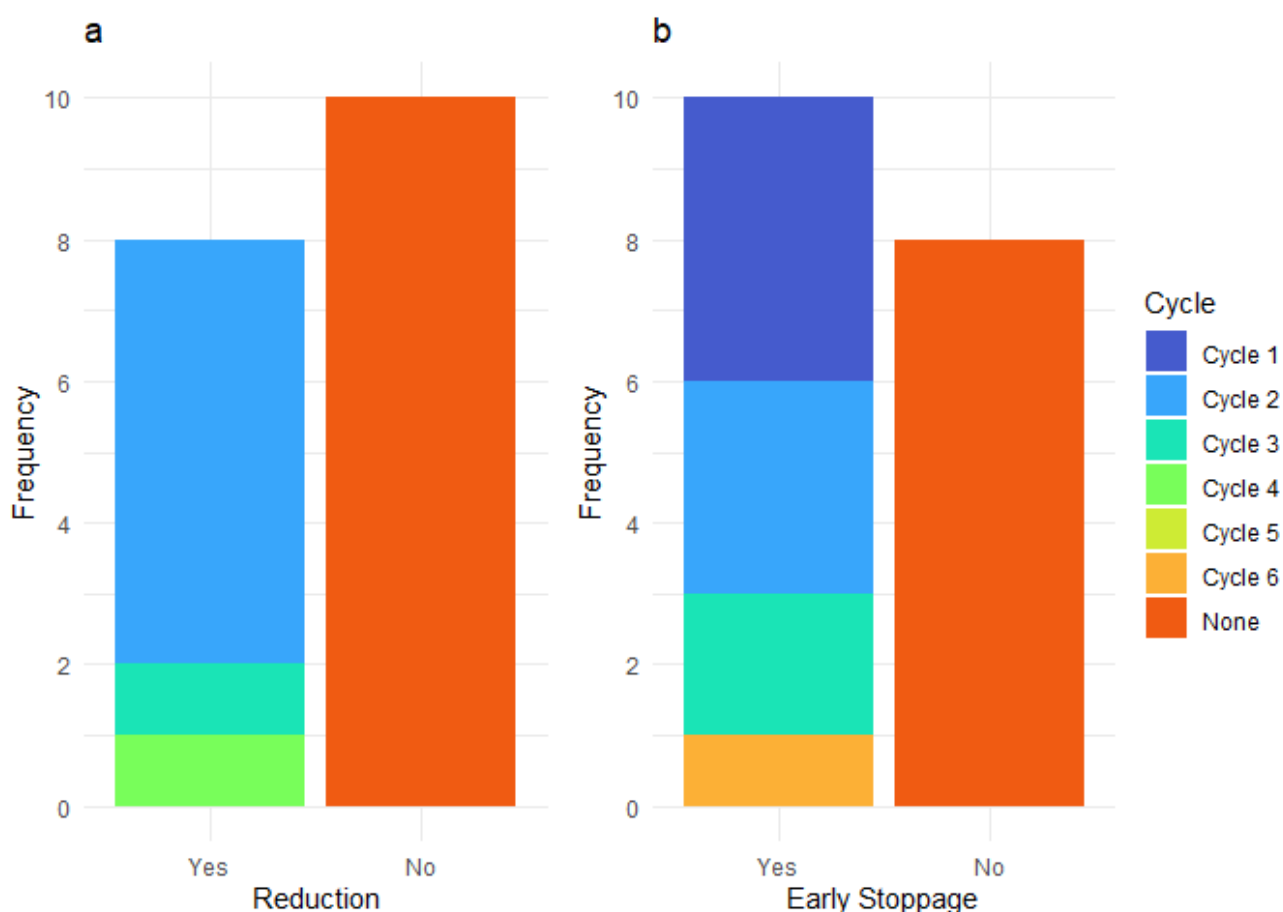 a
10
8
6
4
2
0
Frequency
Yes No
Reduction
b
10
8
6
4
2
0
Frequency
Yes No
Early Stoppage
Cycle
Cycle 1
Cycle 2
Cycle 3
Cycle 4
Cycle 5
Cycle 6
None